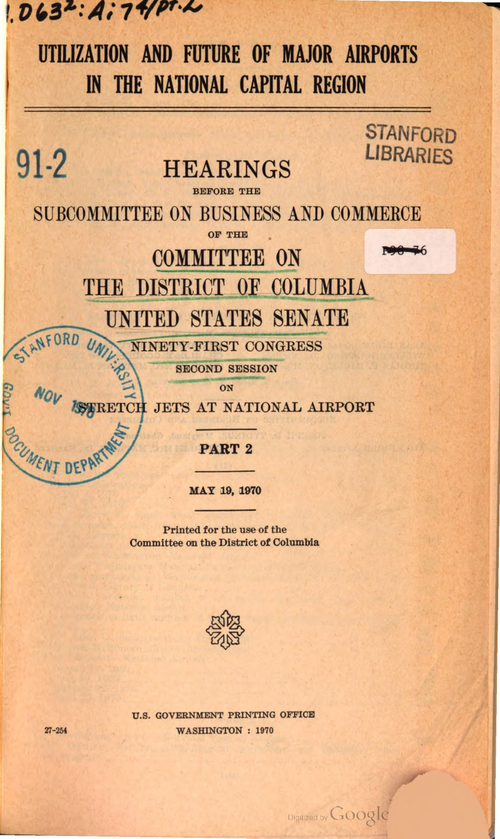 .D63²:Ai74/pt.2
UTILIZATION AND FUTURE OF MAJOR AIRPORTS
IN THE NATIONAL CAPITAL REGION
STANFORD
LIBRARIES
91-2
HEARINGS
BEFORE THE
SUBCOMMITTEE ON BUSINESS AND COMMERCE
OF THE
COMMITTEE ON
THE DISTRICT OF COLUMBIA
UNITED STATES SENATE
NINETY-FIRST CONGRESS
SECOND SESSION
ON
STRETCH JETS AT NATIONAL AIRPORT
STANFORD UNIVERSITY
NOV 1970
GOVT DOCUMENT DEPARTMENT
PART 2
MAY 19, 1970
Printed for the use of the
Committee on the District of Columbia
U.S. GOVERNMENT PRINTING OFFICE
27-254 WASHINGTON : 1970
Digitized by Google